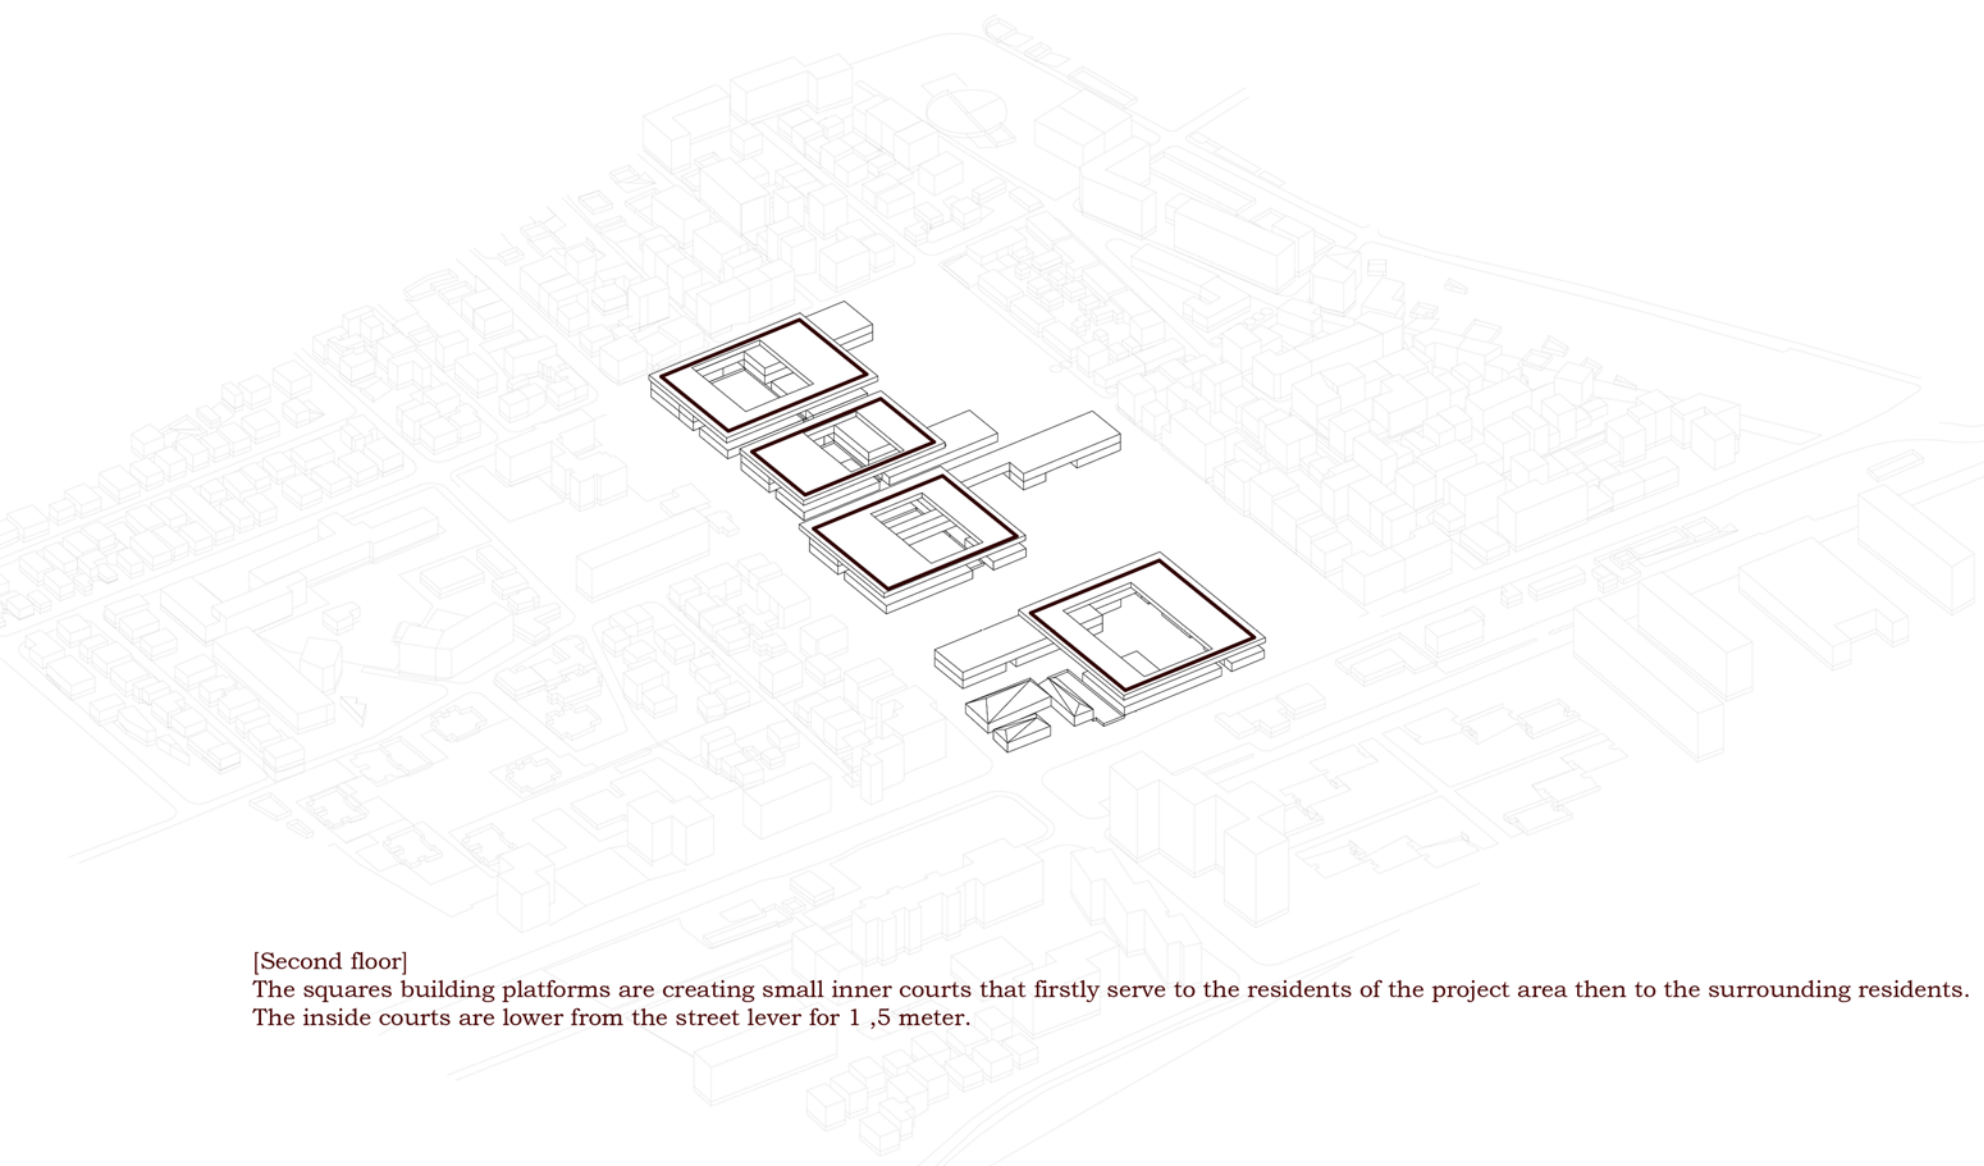 [Second floor]
The squares building platforms are creating small inner courts that firstly serve to the residents of the project area then to the surrounding residents.
The inside courts are lower from the street lever for 1 ,5 meter.